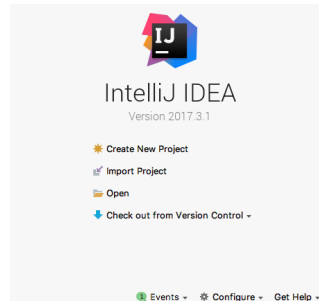 IJ
IntelliJ IDEA
Version 2017.3.1
Create New Project
Import Project
Open
Check out from Version Control
1 Events Configure Get Help